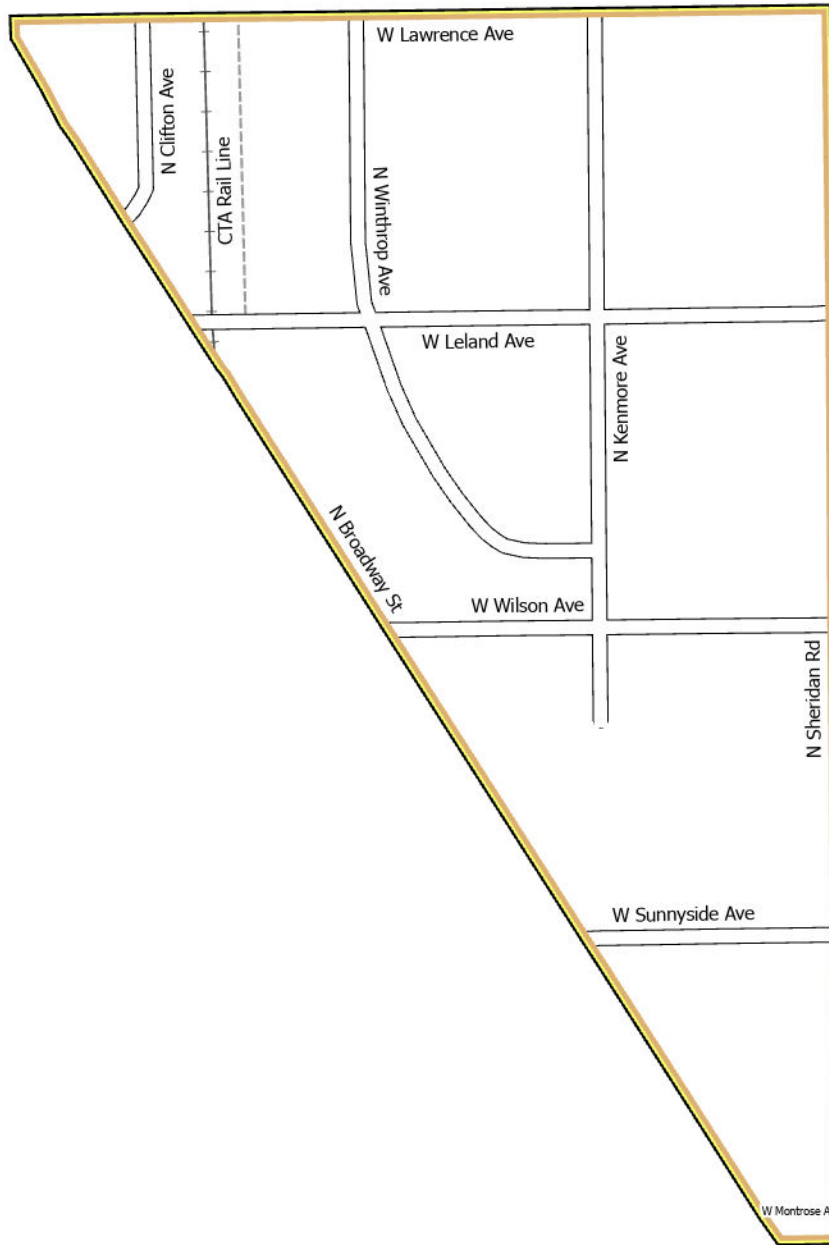 W Lawrence Ave
N Clifton Ave
CTA Rail Line
N Winthrop Ave
W Leland Ave
N Kenmore Ave
N Broadway St
W Wilson Ave
N Sheridan Rd
W Sunnyside Ave
W Montrose A